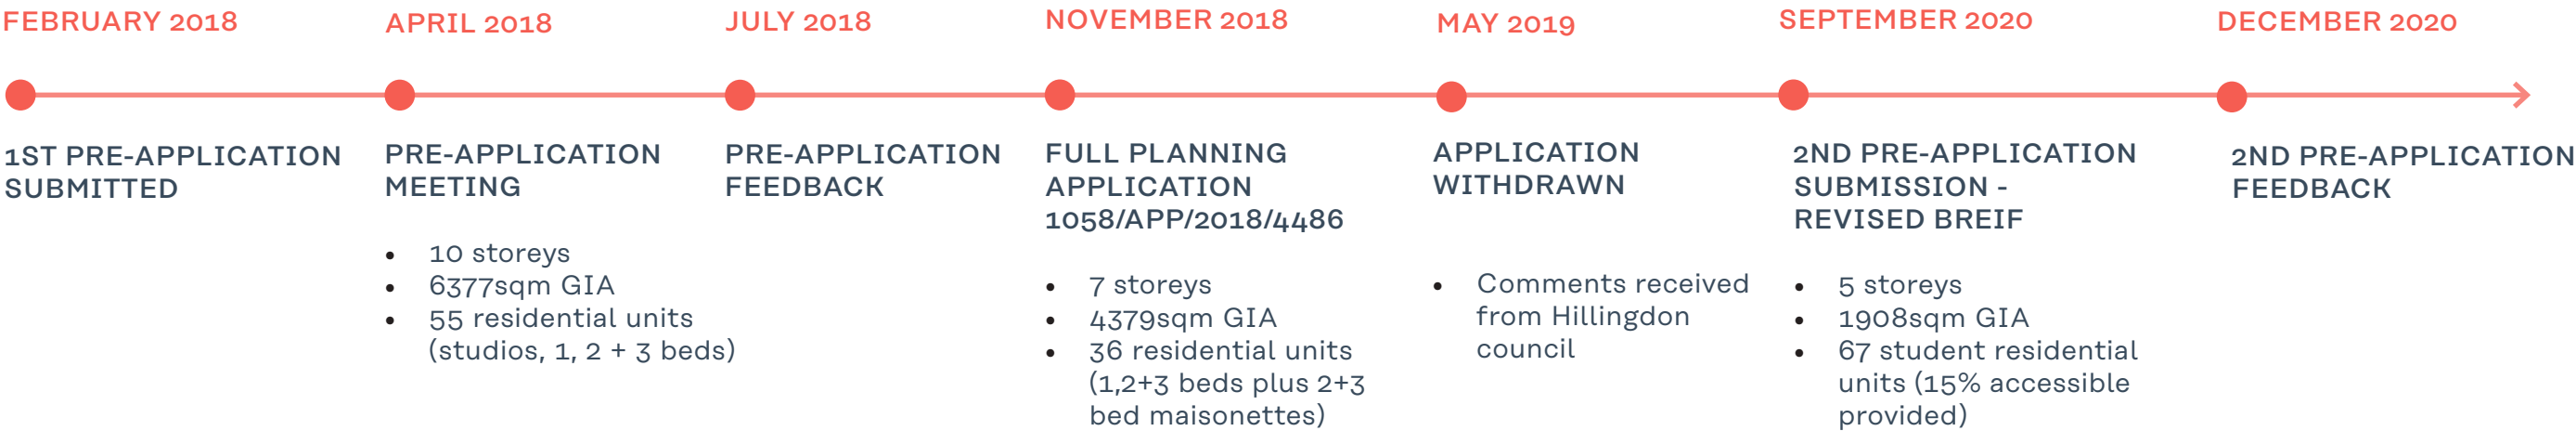 FEBRUARY 2018
1ST PRE-APPLICATION
SUBMITTED
APRIL 2018
PRE-APPLICATION
MEETING
• 10 storeys
• 6377sqm GIA
• 55 residential units
(studios, 1, 2 + 3 beds)
JULY 2018
PRE-APPLICATION
FEEDBACK
NOVEMBER 2018
FULL PLANNING
APPLICATION
1058/APP/2018/4486
• 7 storeys
• 4379sqm GIA
• 36 residential units
(1,2+3 beds plus 2+3
bed maisonettes)
MAY 2019
APPLICATION
WITHDRAWN
• Comments received
from Hillingdon
council
SEPTEMBER 2020
2ND PRE-APPLICATION
SUBMISSION -
REVISED BREIF
• 5 storeys
• 1908sqm GIA
• 67 student residential
units (15% accessible
provided)
DECEMBER 2020
2ND PRE-APPLICATION
FEEDBACK